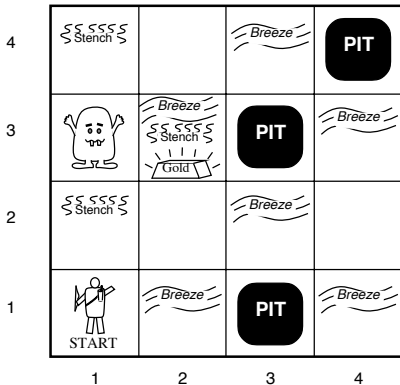 4
Stench
Breeze
PIT
3
Breeze
Stench
Gold
PIT
Breeze
2
Stench
Breeze
1
START
Breeze
PIT
Breeze
1 2 3 4